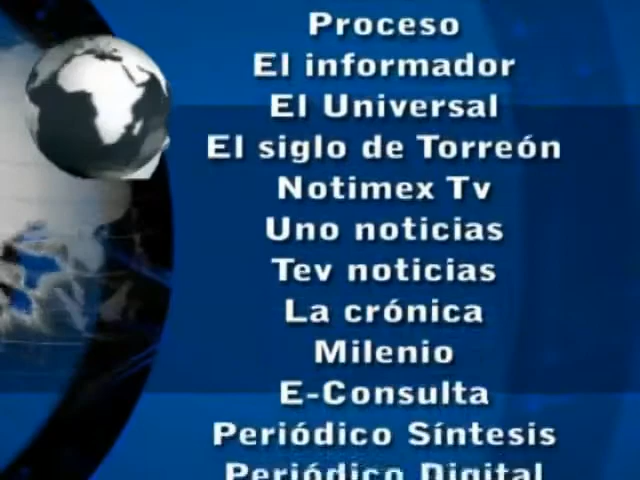 Proceso
El informador
El Universal
El siglo de Torreón
Notimex Tv
Uno noticias
Tev noticias
La crónica
Milenio
E-Consulta
Periódico Síntesis
Periódico Digital